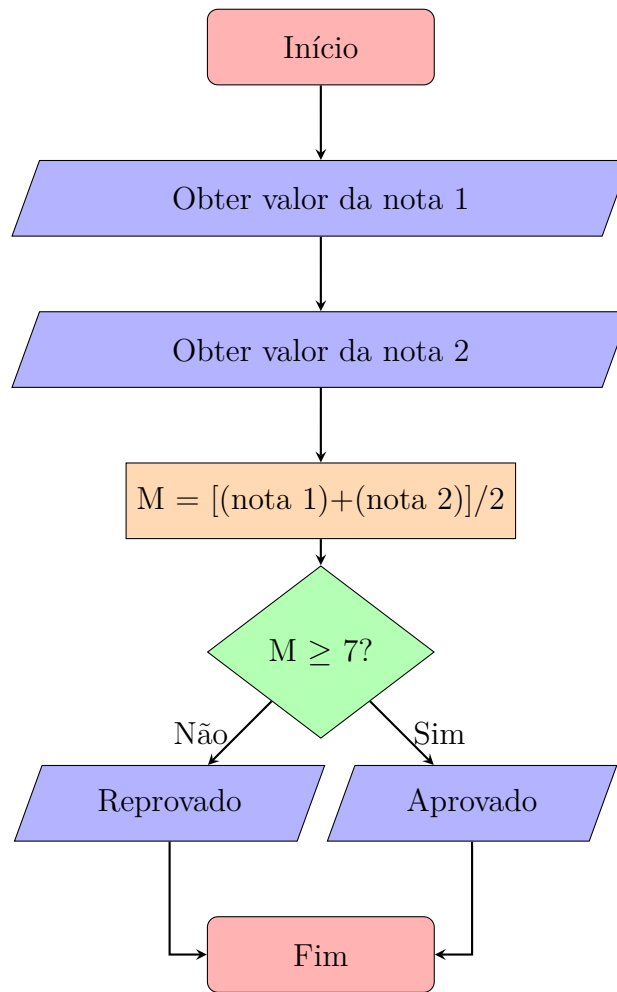 Início
Obter valor da nota 1
Obter valor da nota 2
M = [(nota 1)+(nota 2)]/2
M ≥ 7?
Não
Sim
Reprovado
Aprovado
Fim